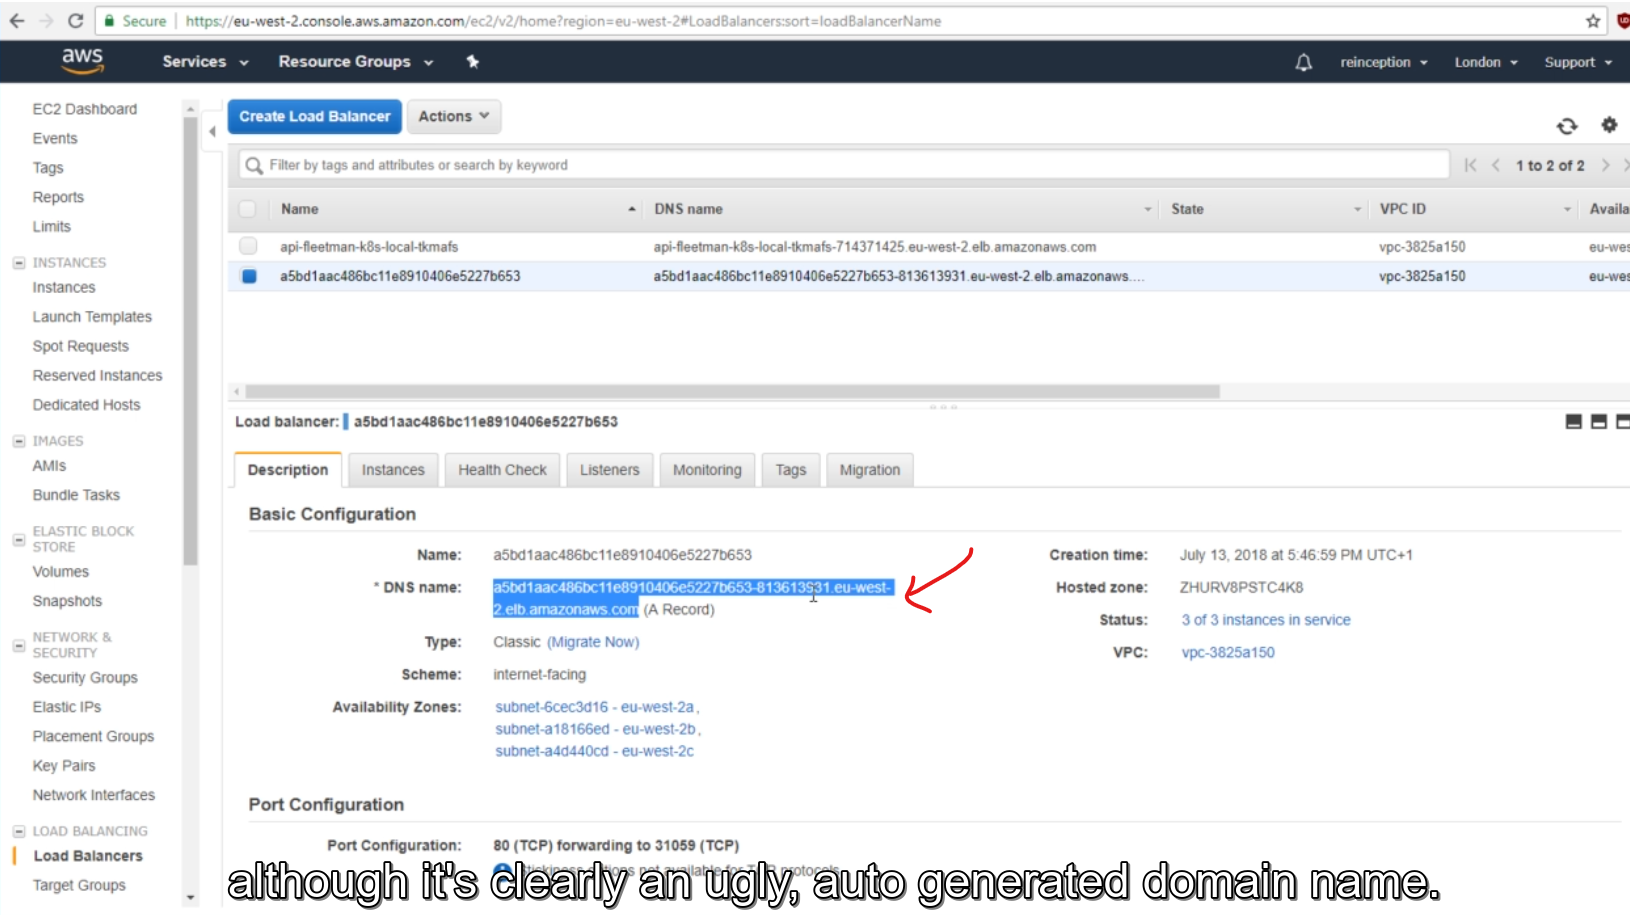 Secure https://eu-west-2.console.aws.amazon.com/ec2/v2/home?region=eu-west-2#LoadBalancers:sort=loadBalancerName
aws Services Resource Groups reinception London Support
EC2 Dashboard
Events
Tags
Reports
Limits
INSTANCES
Instances
Launch Templates
Spot Requests
Reserved Instances
Dedicated Hosts
IMAGES
AMIs
Bundle Tasks
ELASTIC BLOCK
STORE
Volumes
Snapshots
NETWORK &
SECURITY
Security Groups
Elastic IPs
Placement Groups
Key Pairs
Network Interfaces
LOAD BALANCING
Load Balancers
Target Groups
Create Load Balancer Actions
Filter by tags and attributes or search by keyword 1 to 2 of 2
Name DNS name State VPC ID Availa
api-fleetman-k8s-local-tkmafs api-fleetman-k8s-local-tkmafs-714371425.eu-west-2.elb.amazonaws.com vpc-3825a150 eu-wes
a5bd1aac486bc11e8910406e5227b653 a5bd1aac486bc11e8910406e5227b653-813613931.eu-west-2.elb.amazonaws.... vpc-3825a150 eu-wes
Load balancer: a5bd1aac486bc11e8910406e5227b653
Description Instances Health Check Listeners Monitoring Tags Migration
Basic Configuration
Name: a5bd1aac486bc11e8910406e5227b653
* DNS name: a5bd1aac486bc11e8910406e5227b653-813613931.eu-west-
2.elb.amazonaws.com (A Record)
Type: Classic (Migrate Now)
Scheme: internet-facing
Availability Zones: subnet-6cec3d16 - eu-west-2a,
subnet-a18166ed - eu-west-2b,
subnet-a4d440cd - eu-west-2c
Creation time: July 13, 2018 at 5:46:59 PM UTC+1
Hosted zone: ZHURV8PSTC4K8
Status: 3 of 3 instances in service
VPC: vpc-3825a150
Port Configuration
Port Configuration: 80 (TCP) forwarding to 31059 (TCP)
although it's clearly an ugly, auto generated domain name.